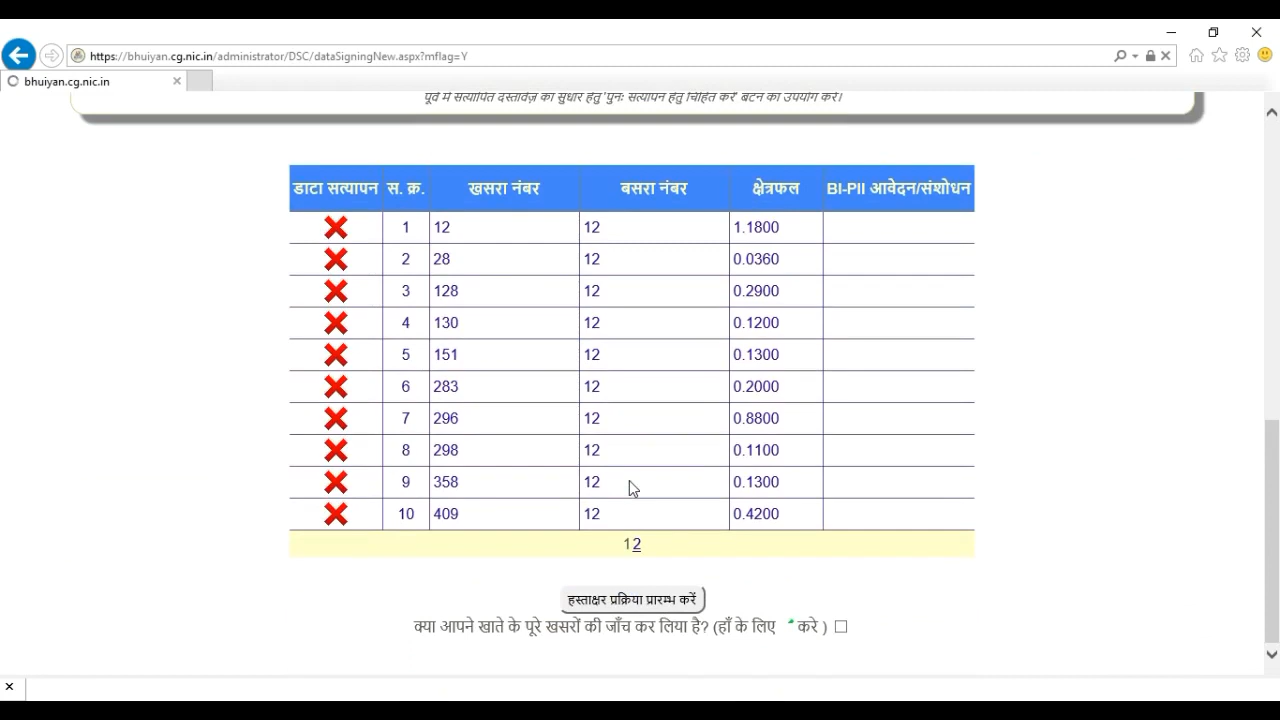 https://bhuiyan.cg.nic.in/administrator/DSC/dataSigningNew.aspx?mflag=Y
bhuiyan.cg.nic.in
पूर्व में सत्यापित दस्तावेज़ का सुधार हेतु 'पुनः सत्यापन हेतु चिन्हित करें' बटन का उपयोग करें।
डाटा सत्यापन स. क्र. खसरा नंबर बसरा नंबर क्षेत्रफल BI-PII आवेदन/संशोधन
1 12 12 1.1800
2 28 12 0.0360
3 128 12 0.2900
4 130 12 0.1200
5 151 12 0.1300
6 283 12 0.2000
7 296 12 0.8800
8 298 12 0.1100
9 358 12 0.1300
10 409 12 0.4200
1 2
हस्ताक्षर प्रक्रिया प्रारम्भ करें
क्या आपने खाते के पूरे खसरों की जाँच कर लिया है? (हाँ के लिए करे )